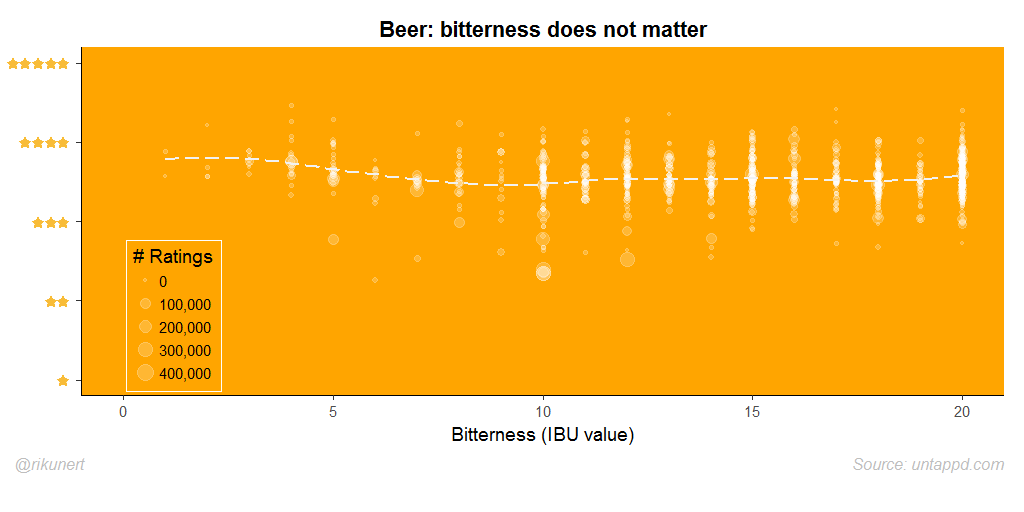 Beer: bitterness does not matter
★★★★★
★★★★
★★★
★★
★
# Ratings
0
100,000
200,000
300,000
400,000
0 5 10 15 20
Bitterness (IBU value)
@rikunert Source: untappd.com